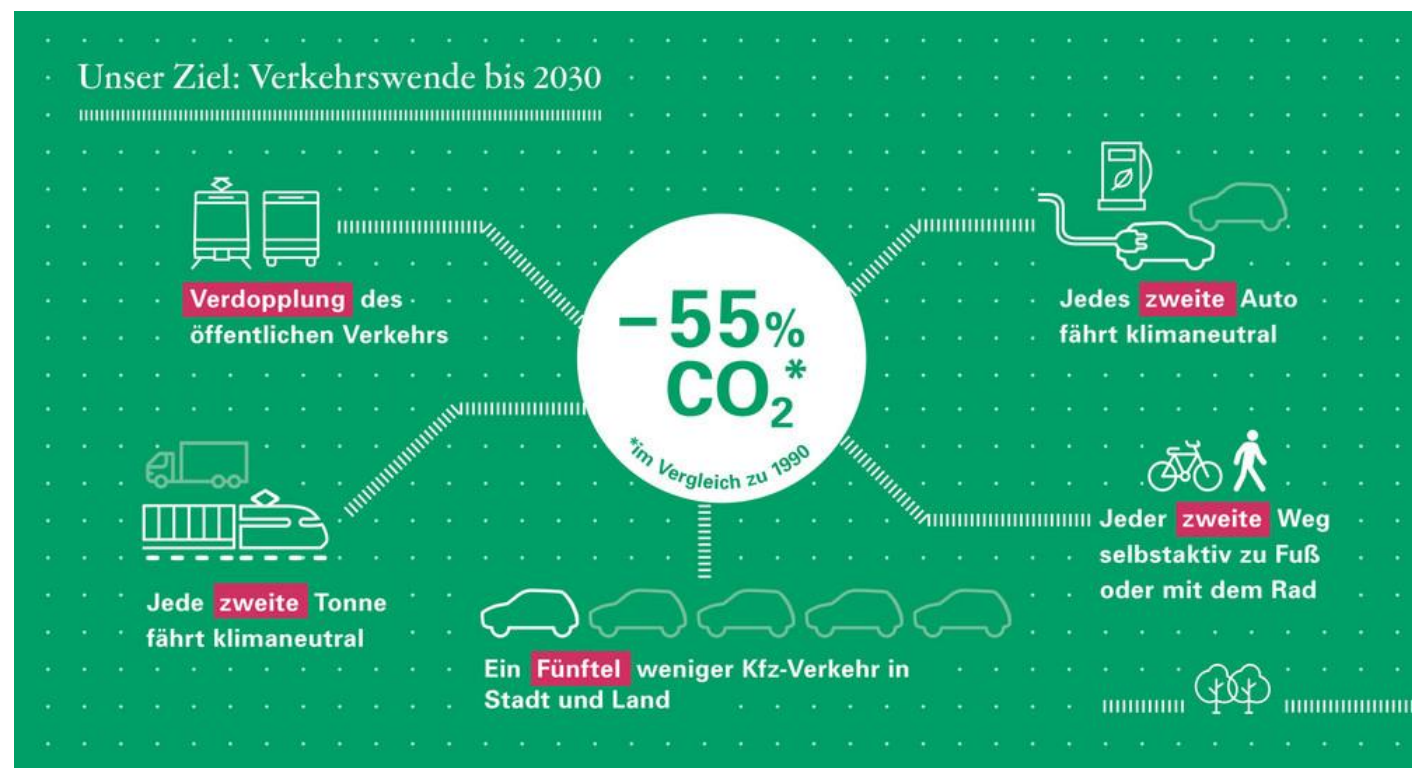 Unser Ziel: Verkehrswende bis 2030
Verdopplung des
öffentlichen Verkehrs
Jedes zweite Auto
fährt klimaneutral
–55%
CO₂*
*im Vergleich zu 1990
Jede zweite Tonne
fährt klimaneutral
Ein Fünftel weniger Kfz-Verkehr in
Stadt und Land
Jeder zweite Weg
selbstaktiv zu Fuß
oder mit dem Rad